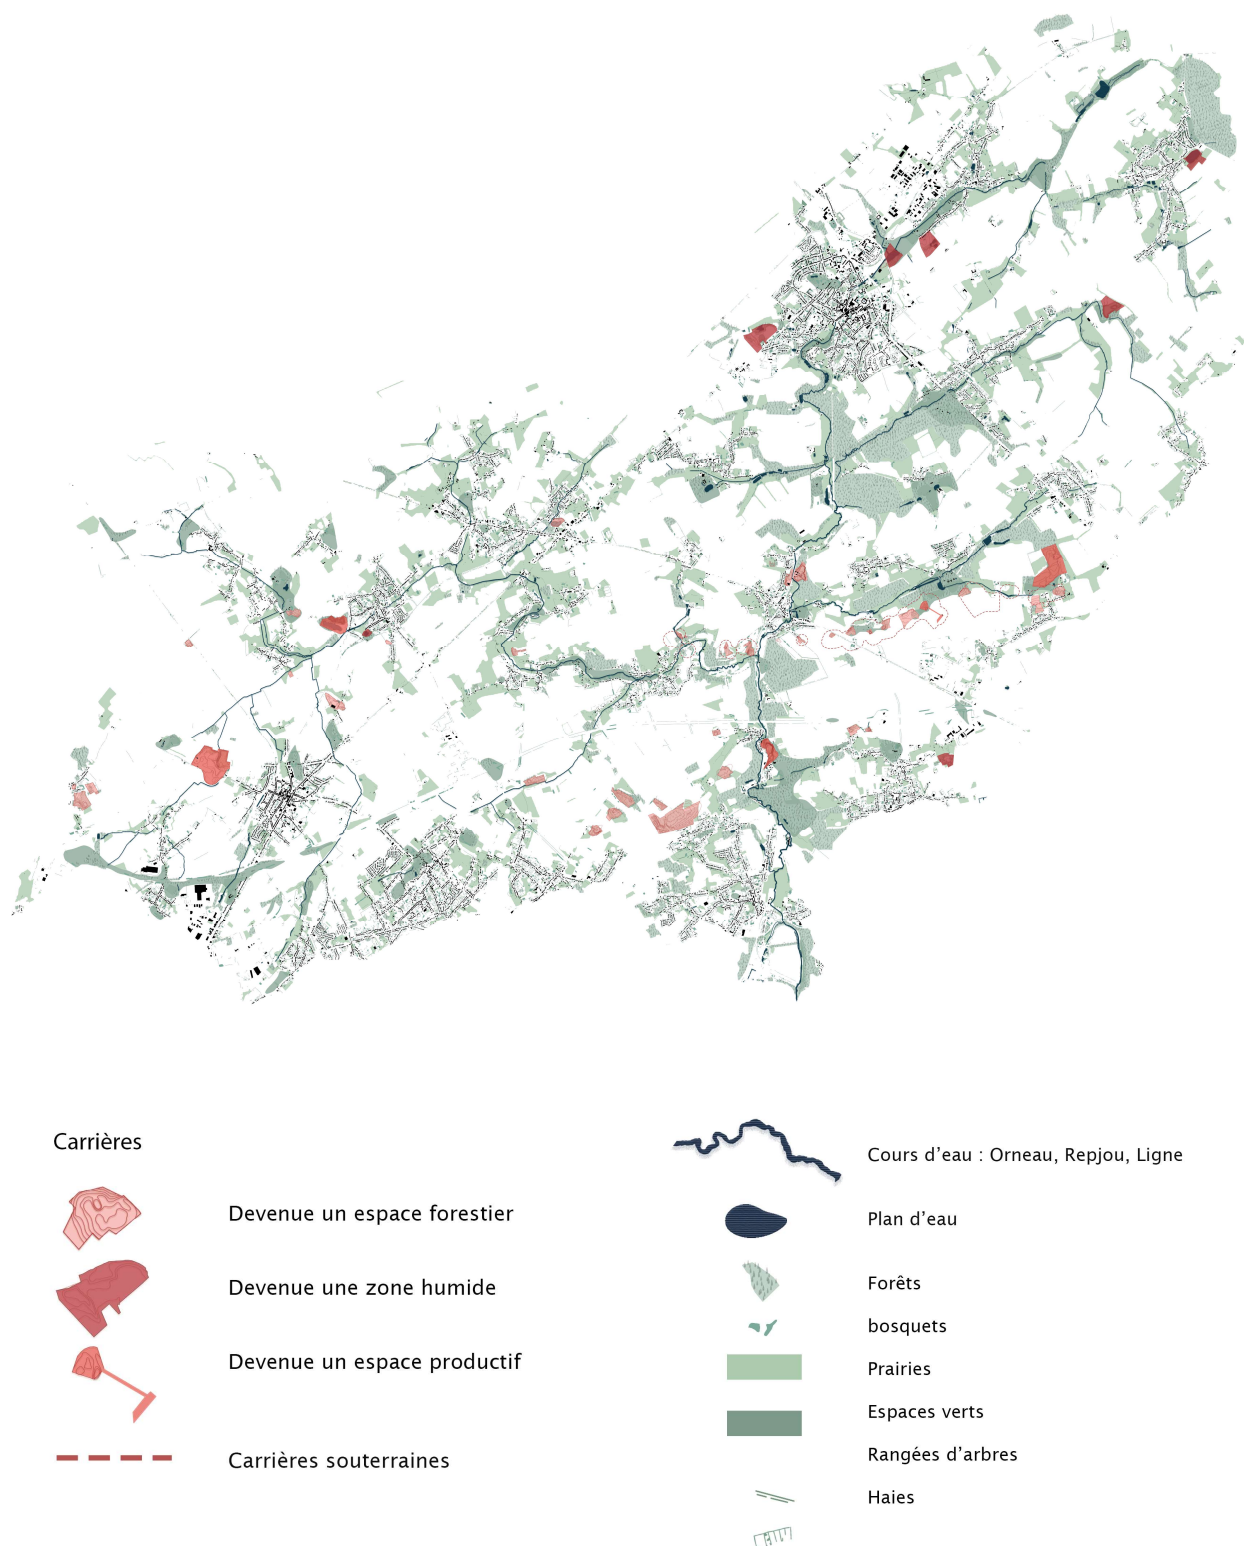 Carrières
Devenue un espace forestier
Devenue une zone humide
Devenue un espace productif
Carrières souterraines
Cours d’eau : Orneau, Repjou, Ligne
Plan d’eau
Forêts
bosquets
Prairies
Espaces verts
Rangées d’arbres
Haies